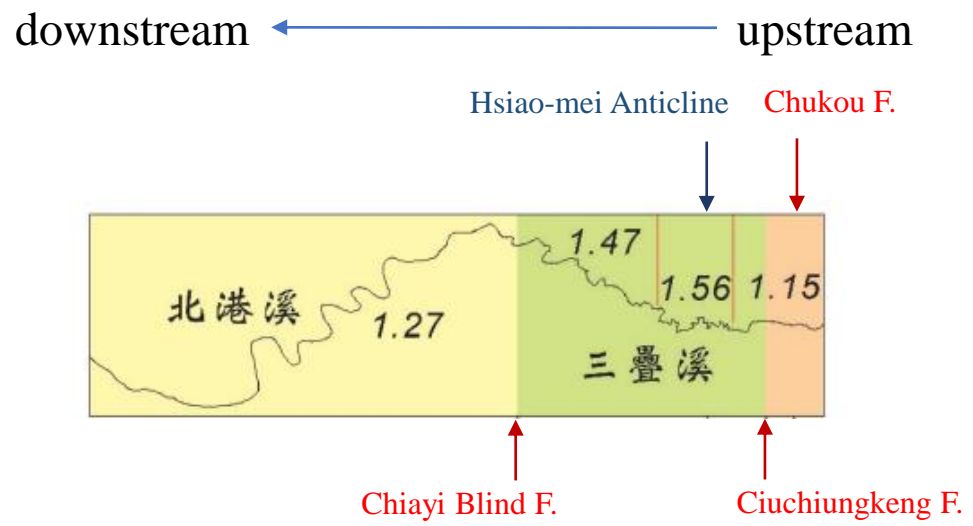 downstream
upstream
Hsiao-mei Anticline
Chukou F.
1.47
1.56
1.15
北港溪
1.27
三疊溪
Chiayi Blind F.
Ciuchiungkeng F.